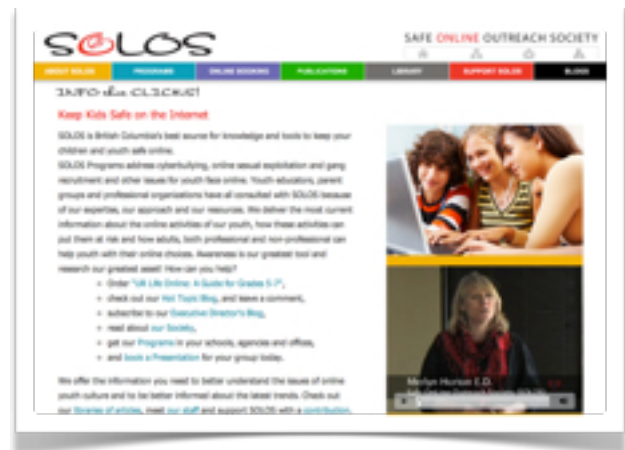 SOLOS
SAFE ONLINE OUTREACH SOCIETY
ABOUT SOLOS PROGRAMS ONLINE BOOKING PUBLICATIONS LIBRARY SUPPORT SOLOS BLOGS
INFO CLICKS!
Keep Kids Safe on the Internet
SOLOS is British Columbia's best source for knowledge and tools to keep your
children and youth safe online.
SOLOS Programs address cyberbullying, online sexual exploitation and gang
recruitment and other issues for youth face online. Youth educators, parent
groups and professional organizations have all consulted with SOLOS because
of our expertise, our approach and our resources. We deliver the most current
information about the online activities of our youth, how these activities can
put them at risk and how adults, both professional and non-professional can
help youth with their online choices. Awareness is our greatest tool and
research our greatest asset! How can you help?
Order "UR Life Online: A Guide for Grades 5-7",
check out our Hot Topic Blog, and leave a comment,
subscribe to our Executive Director's Blog,
read about our Society,
get our Programs in your schools, agencies and offices,
and book a Presentation for your group today.
We offer the information you need to better understand the issues of online
youth culture and to be better informed about the latest trends. Check out
our libraries of articles, meet our staff and support SOLOS with a contribution.
Merlyn Horton E.D.